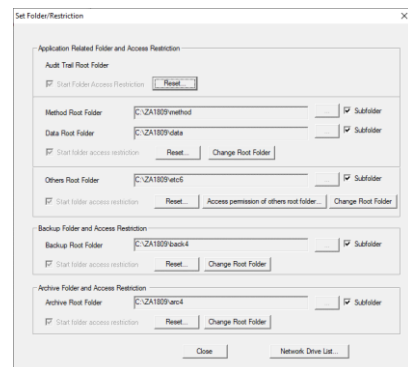 Set Folder/Restriction
Application Related Folder and Access Restriction
Audit Trail Root Folder
Start Folder Access Restriction Reset...
Method Root Folder C:\ZA1809\method ... Subfolder
Data Root Folder C:\ZA1809\data ... Subfolder
Start folder access restriction Reset... Change Root Folder
Others Root Folder C:\ZA1809\etc6 ... Subfolder
Start folder access restriction Reset... Access permission of others root folder... Change Root Folder
Backup Folder and Access Restriction
Backup Root Folder C:\ZA1809\back4 ... Subfolder
Start folder access restriction Reset... Change Root Folder
Archive Folder and Access Restriction
Archive Root Folder C:\ZA1809\arc4 ... Subfolder
Start folder access restriction Reset... Change Root Folder
Close Network Drive List...